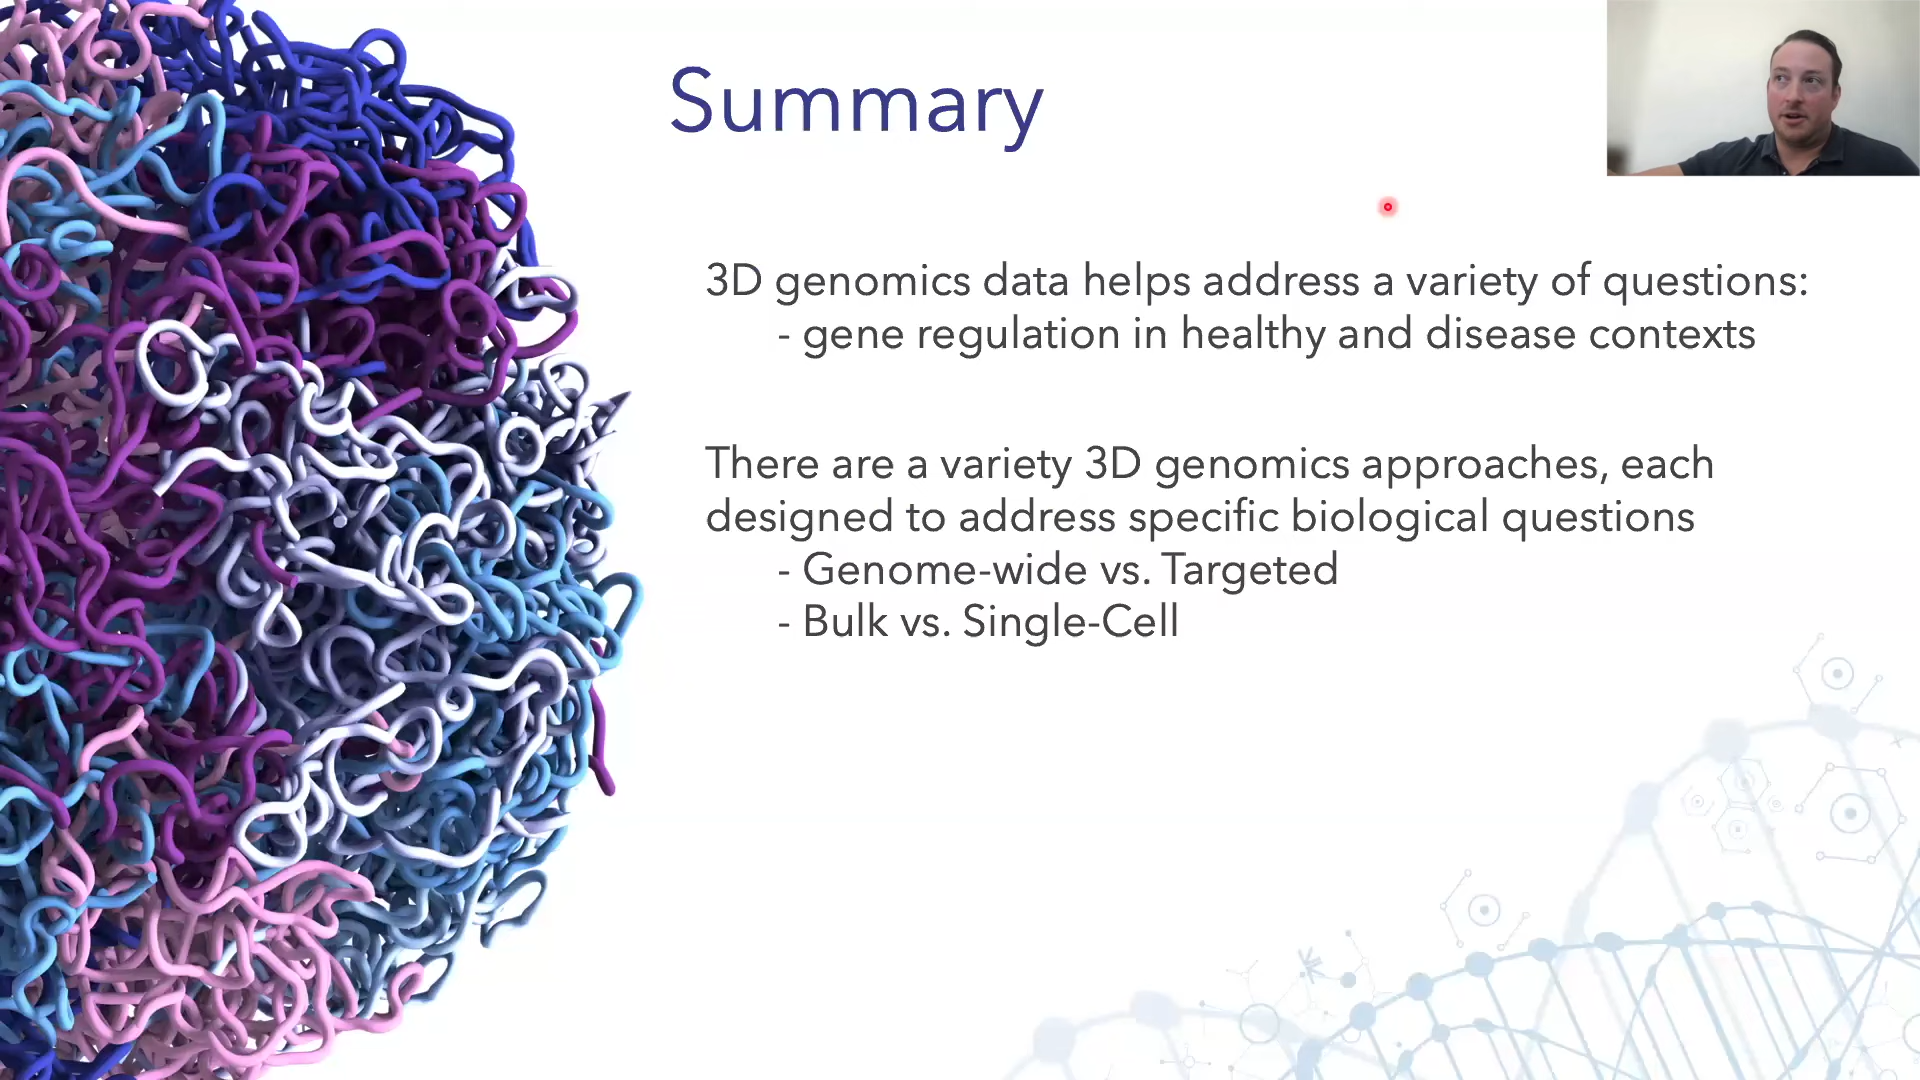 Summary
3D genomics data helps address a variety of questions:
- gene regulation in healthy and disease contexts
There are a variety 3D genomics approaches, each
designed to address specific biological questions
- Genome-wide vs. Targeted
- Bulk vs. Single-Cell